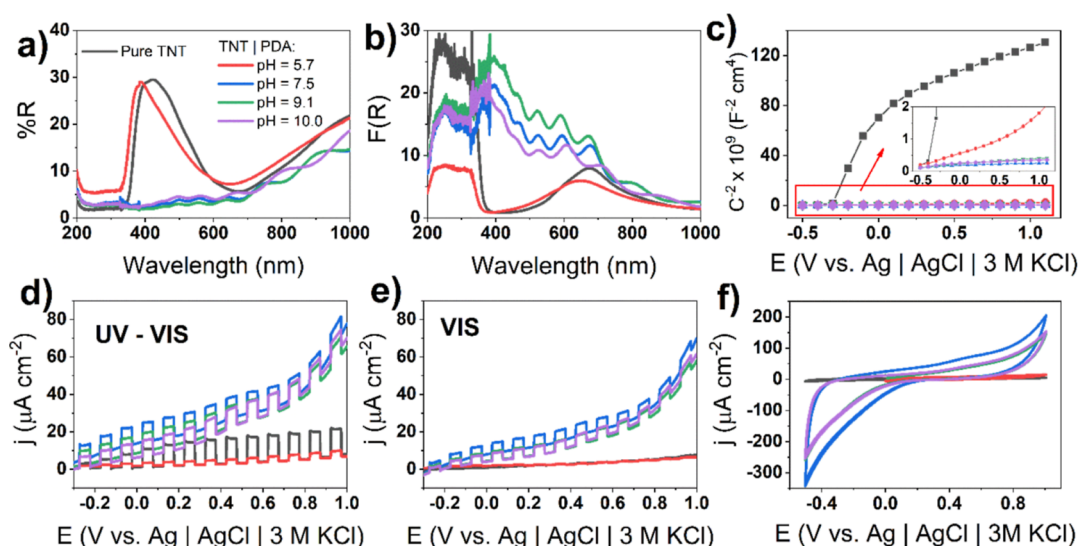 a)
%R
40
30
20
10
0
Pure TNT
TNT | PDA:
pH = 5.7
pH = 7.5
pH = 9.1
pH = 10.0
200 400 600 800 1000
Wavelength (nm)
b)
F(R)
30
25
20
15
10
5
0
200 400 600 800 1000
Wavelength (nm)
c)
C⁻² x 10⁹ (F⁻² cm⁴)
120
80
40
0
2
1
0
-0.5 0.0 0.5 1.0
-0.5 0.0 0.5 1.0
E (V vs. Ag | AgCl | 3 M KCl)
d)
UV - VIS
j (µA cm⁻²)
80
60
40
20
0
-0.2 0.0 0.2 0.4 0.6 0.8 1.0
E (V vs. Ag | AgCl | 3 M KCl)
e)
VIS
j (µA cm⁻²)
80
60
40
20
0
-0.2 0.0 0.2 0.4 0.6 0.8 1.0
E (V vs. Ag | AgCl | 3 M KCl)
f)
j (µA cm⁻²)
200
100
0
-100
-200
-300
-0.4 0.0 0.4 0.8
E (V vs. Ag | AgCl | 3M KCl)